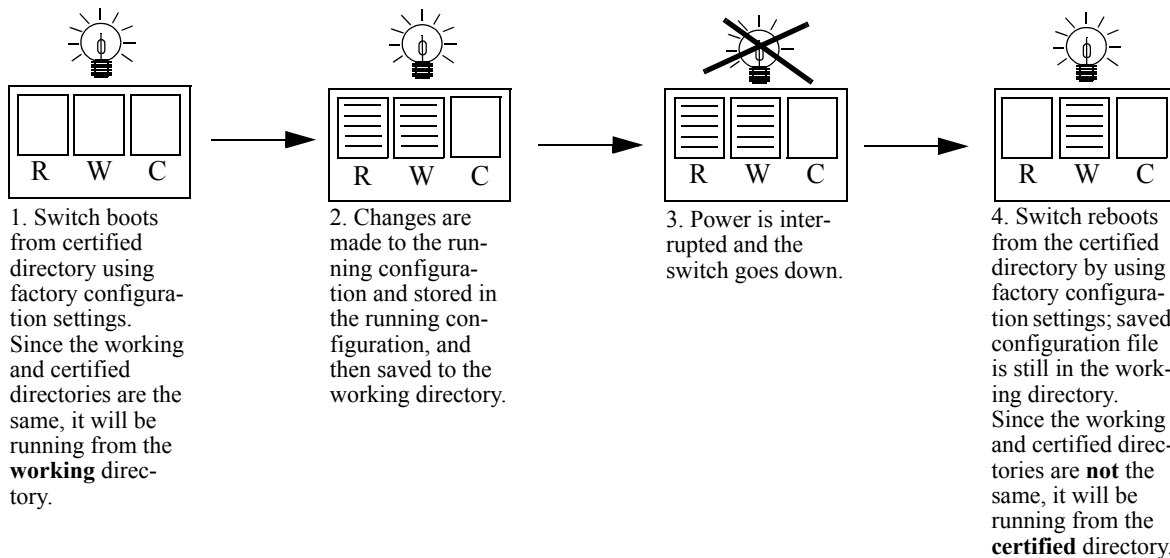 R W C
1. Switch boots
from certified
directory using
factory configura-
tion settings.
Since the working
and certified
directories are the
same, it will be
running from the
working direc-
tory.
R W C
2. Changes are
made to the run-
ning configura-
tion and stored in
the running con-
figuration, and
then saved to the
working directory.
R W C
3. Power is inter-
rupted and the
switch goes down.
R W C
4. Switch reboots
from the certified
directory by using
factory configura-
tion settings; saved
configuration file
is still in the work-
ing directory.
Since the working
and certified direc-
tories are not the
same, it will be
running from the
certified directory.